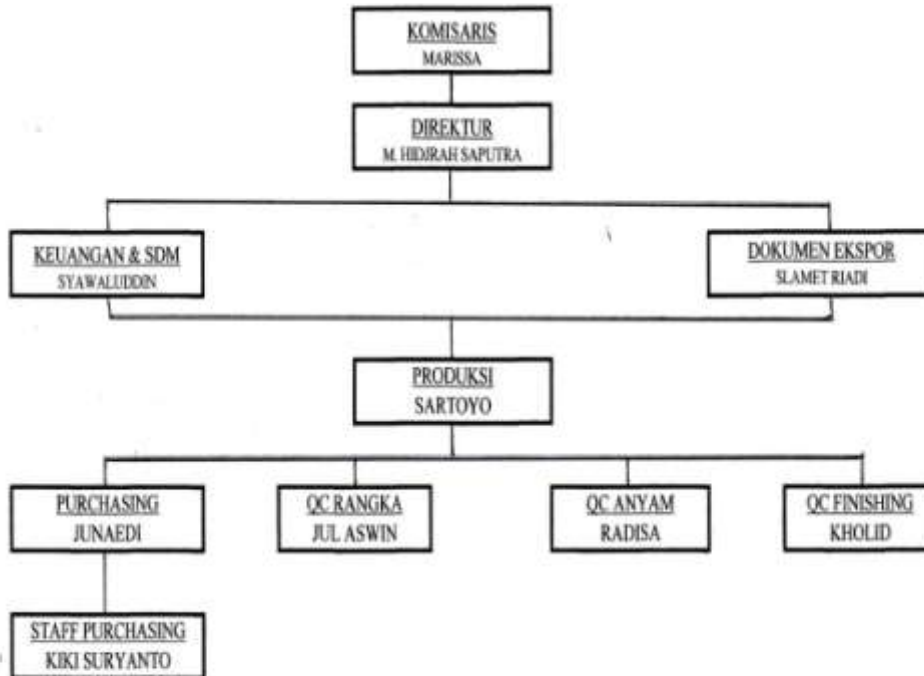 KOMISARIS
MARISSA
DIREKTUR
M. HIDJRAH SAPUTRA
KEUANGAN & SDM
SYAWALUDDIN
DOKUMEN EKSPOR
SLAMET RIADI
PRODUKSI
SARTOYO
PURCHASING
JUNAEDI
QC RANGKA
JUL ASWIN
QC ANYAM
RADISA
QC FINISHING
KHOLID
STAFF PURCHASING
KIKI SURYANTO